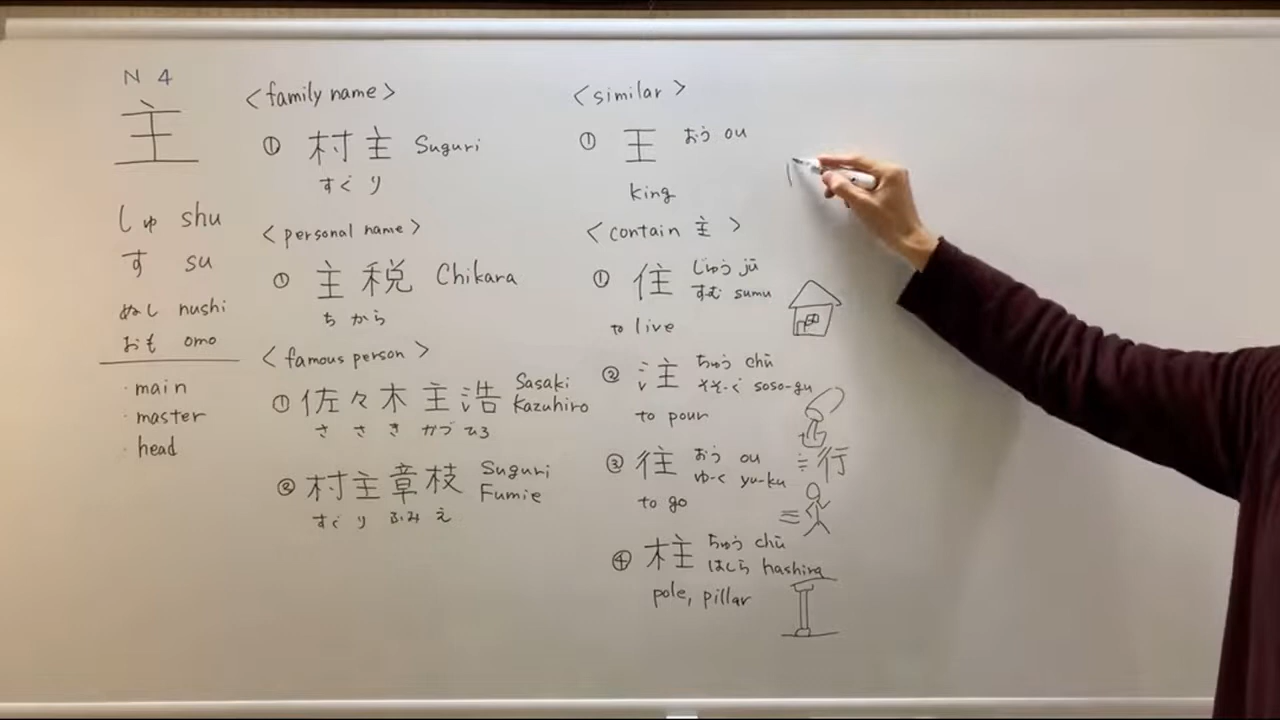 N 4
主
しゅ shu
す su
ぬし nushi
おも omo
・main
・master
・head
<family name>
① 村主 Suguri
すぐり
<personal name>
① 主税 Chikara
ちから
<famous person>
① 佐々木主浩 Sasaki Kazuhiro
ささきかづひろ
② 村主章枝 Suguri Fumie
すぐりふみえ
<similar>
① 王 おう ou
king
<contain 主>
① 住 じゅう jū
すむ sumu
to live
② 注 ちゅう chū
そそ-ぐ soso-gu
to pour
③ 往 おう ou
ゆ-く yu-ku
to go
≒行
④ 柱 ちゅう chū
はしら hashira
pole, pillar